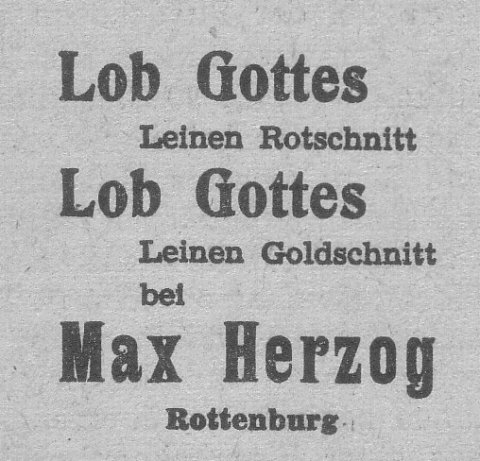 Lob Gottes
Leinen Rotschnitt
Lob Gottes
Leinen Goldschnitt
bei
Max Herzog
Rottenburg